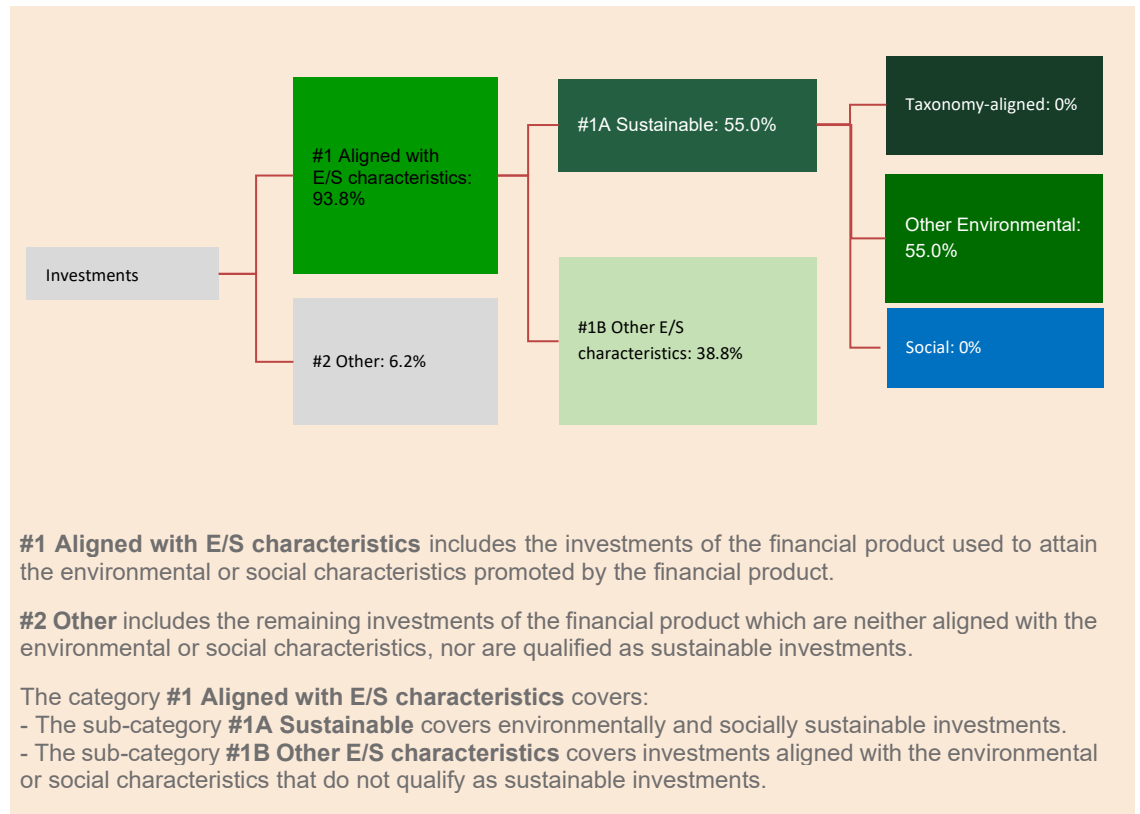 Investments
#1 Aligned with
E/S characteristics:
93.8%
#2 Other: 6.2%
#1A Sustainable: 55.0%
#1B Other E/S
characteristics: 38.8%
Taxonomy-aligned: 0%
Other Environmental:
55.0%
Social: 0%
#1 Aligned with E/S characteristics includes the investments of the financial product used to attain
the environmental or social characteristics promoted by the financial product.
#2 Other includes the remaining investments of the financial product which are neither aligned with the
environmental or social characteristics, nor are qualified as sustainable investments.
The category #1 Aligned with E/S characteristics covers:
- The sub-category #1A Sustainable covers environmentally and socially sustainable investments.
- The sub-category #1B Other E/S characteristics covers investments aligned with the environmental
or social characteristics that do not qualify as sustainable investments.